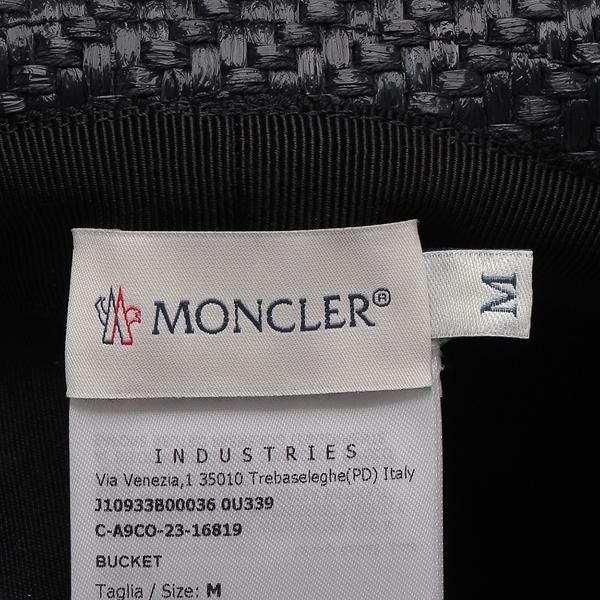 MONCLER®
M
INDUSTRIES
Via Venezia,1 35010 Trebaseleghe(PD) Italy
J10933B00036 0U339
C-A9CO-23-16819
BUCKET
Taglia / Size: M